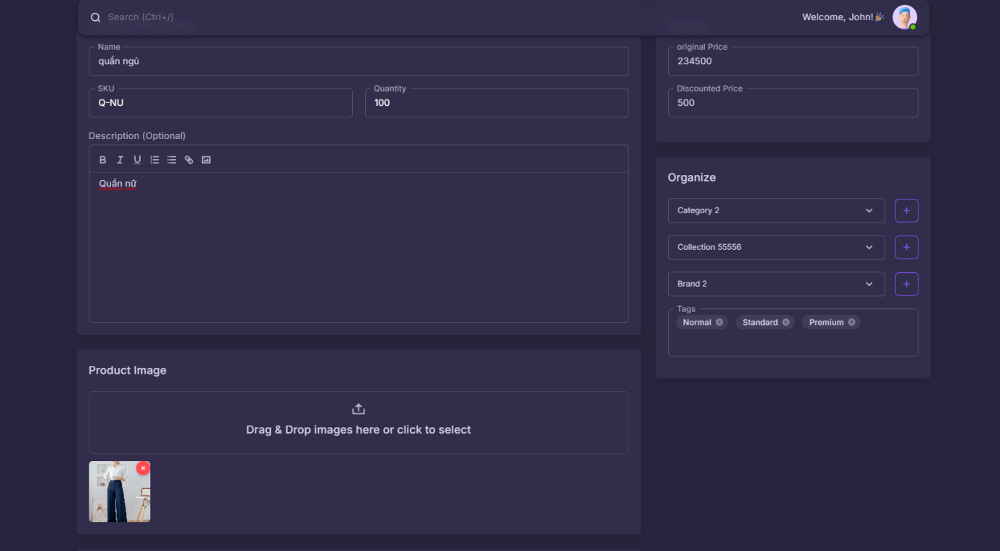 Search (Ctrl+/)
Welcome, John!🎉
Name
quần ngủ
SKU
Q-NU
Quantity
100
Description (Optional)
Quần nữ
Product Image
Drag & Drop images here or click to select
original Price
234500
Discounted Price
500
Organize
Category 2
Collection 55556
Brand 2
Tags
Normal
Standard
Premium